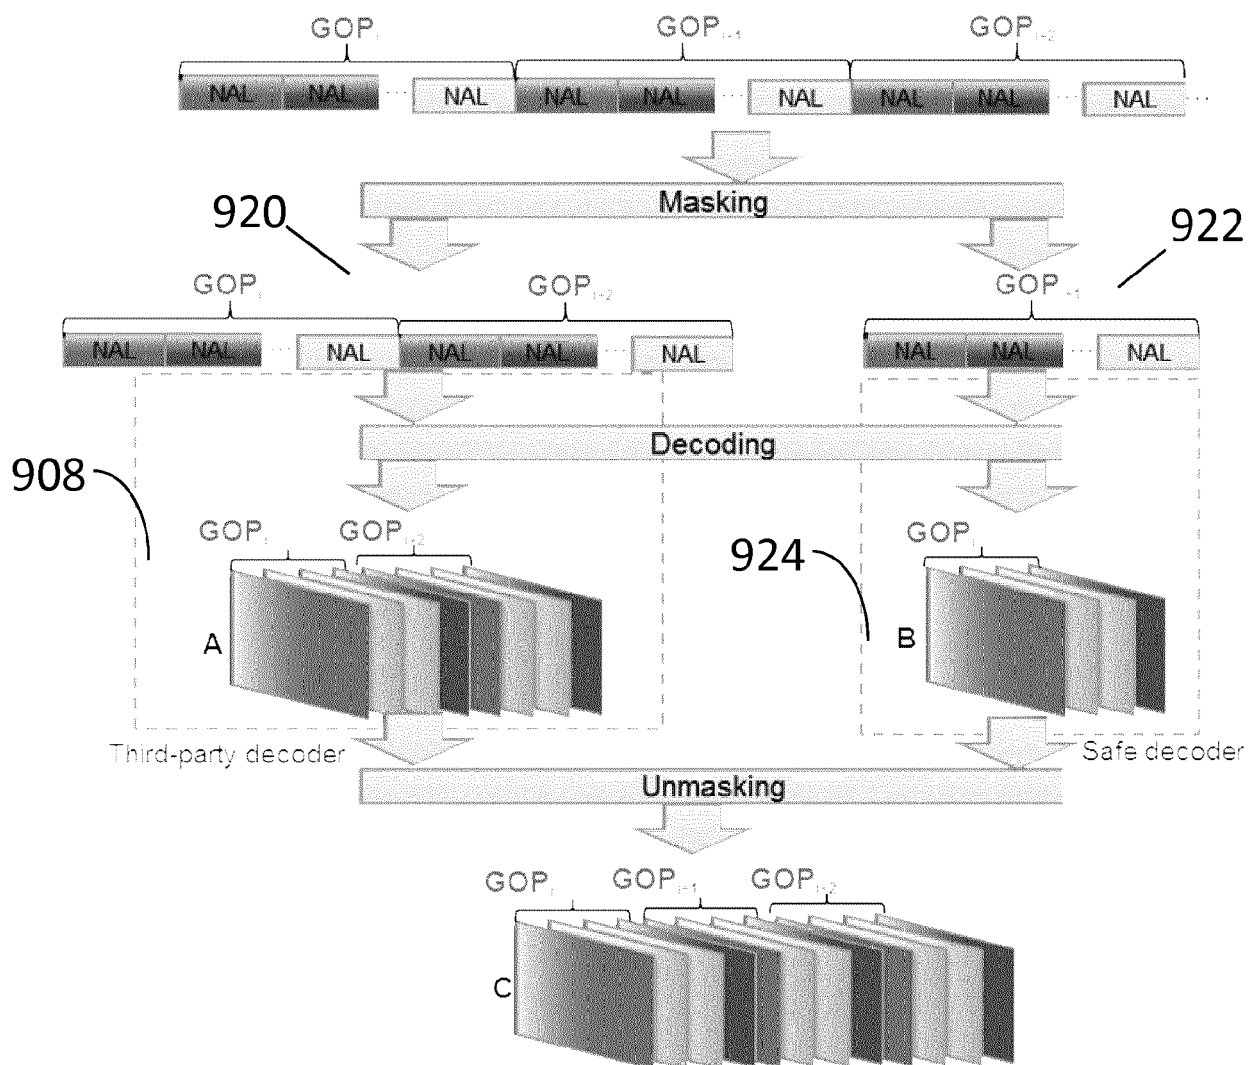 GOPi GOPi+1 GOPi+2
NAL NAL ... NAL NAL NAL ... NAL NAL NAL ... NAL ...
Masking
920
922
GOPi GOPi+2 GOP
NAL NAL ... NAL NAL NAL ... NAL NAL NAL ... NAL
Decoding
908
GOPi GOPi+2 GOPi
924
A
B
Third-party decoder
Safe decoder
Unmasking
GOPi GOPi+1 GOPi+2
C